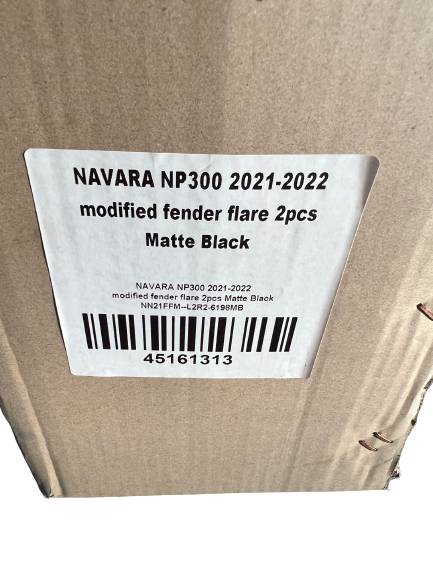 NAVARA NP300 2021-2022
modified fender flare 2pcs
Matte Black
NAVARA NP300 2021-2022
modified fender flare 2pcs Matte Black
NN21FFM--L2R2-6198MB
45161313